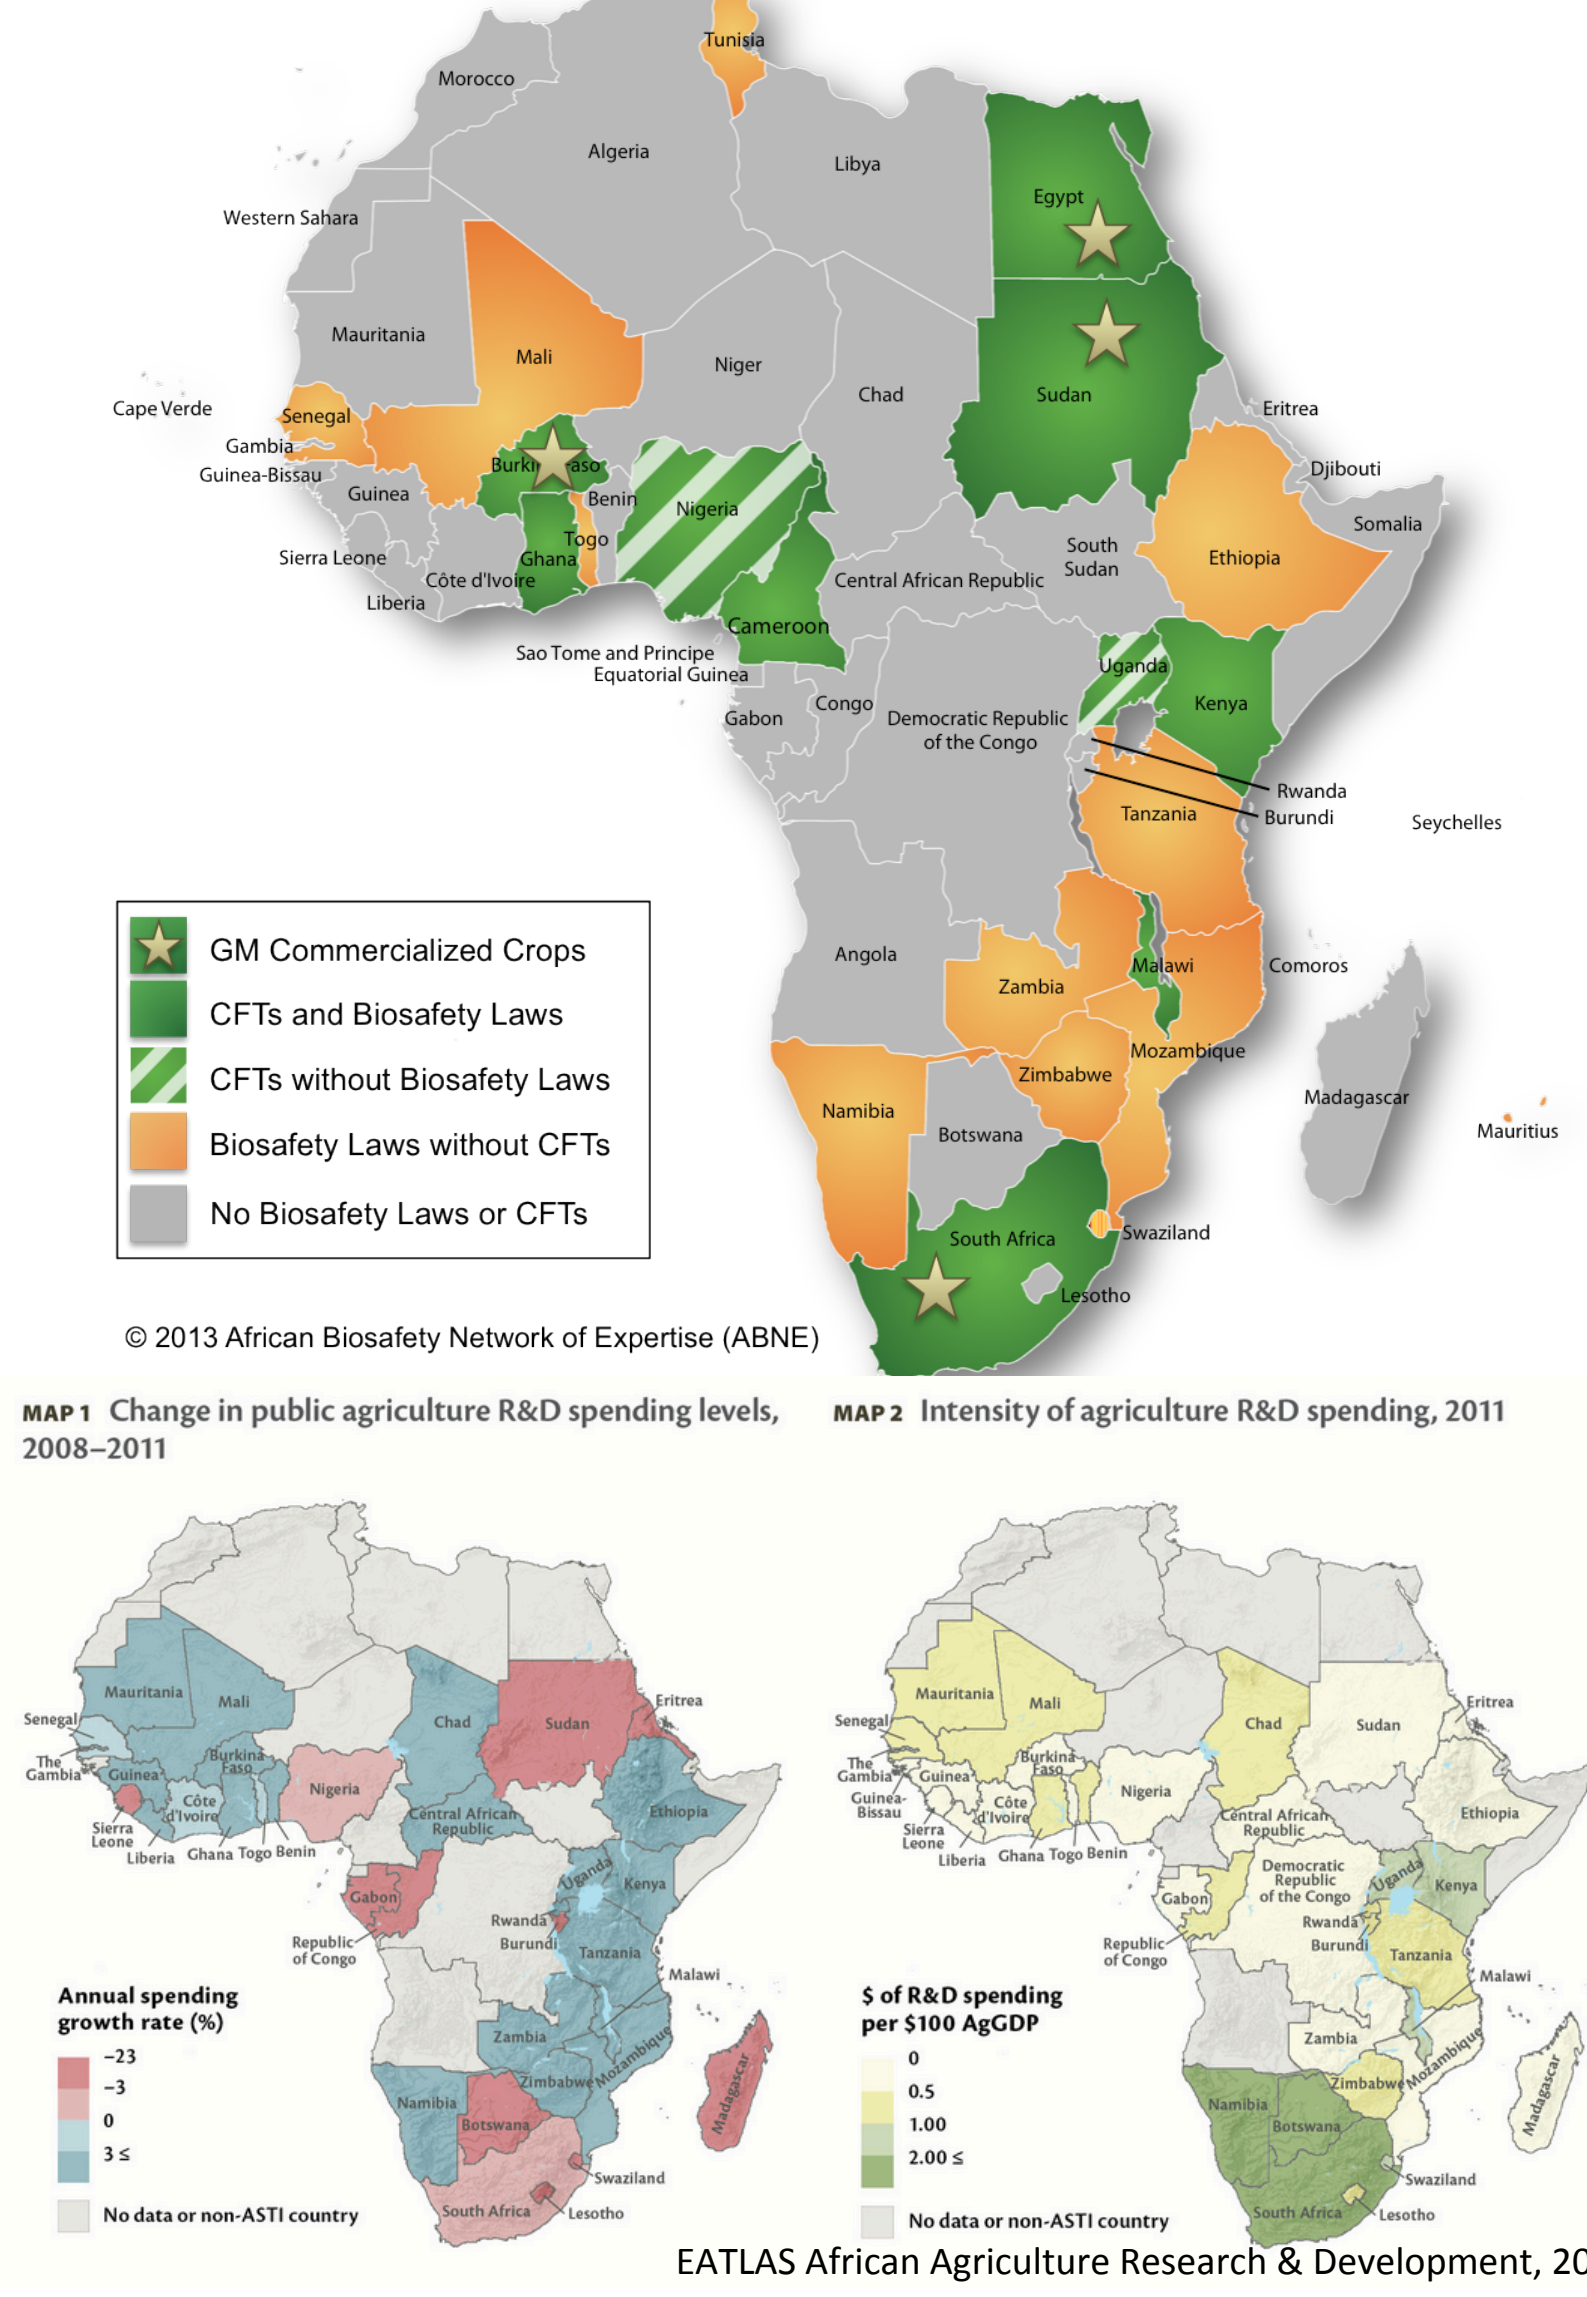 Tunisia
Morocco
Algeria
Libya
Egypt
Western Sahara
Mauritania
Mali
Niger
Chad
Sudan
Cape Verde
Senegal
Gambia
Guinea-Bissau
Guinea
Burki aso
Benin
Nigeria
Eritrea
Djibouti
Somalia
Sierra Leone
Liberia
Côte d'Ivoire
Ghana
Togo
Central African Republic
South
Sudan
Ethiopia
Cameroon
Sao Tome and Principe
Equatorial Guinea
Gabon
Congo
Democratic Republic
of the Congo
Uganda
Kenya
Rwanda
Burundi
Tanzania
Seychelles
Angola
Zambia
Malawi
Comoros
Mozambique
Zimbabwe
Namibia
Botswana
Madagascar
Mauritius
South Africa
Swaziland
Lesotho
GM Commercialized Crops
CFTs and Biosafety Laws
CFTs without Biosafety Laws
Biosafety Laws without CFTs
No Biosafety Laws or CFTs
© 2013 African Biosafety Network of Expertise (ABNE)
MAP 1 Change in public agriculture R&D spending levels,
2008–2011
Mauritania
Mali
Senegal
The
Gambia
Guinea
Burkina
Faso
Chad
Sudan
Eritrea
Nigeria
Côte
d'Ivoire
Sierra
Leone
Liberia
Ghana
Togo
Benin
Central African
Republic
Ethiopia
Uganda
Kenya
Gabon
Republic
of Congo
Rwanda
Burundi
Tanzania
Malawi
Zambia
Mozambique
Zimbabwe
Namibia
Botswana
Madagascar
Swaziland
South Africa
Lesotho
Annual spending
growth rate (%)
−23
−3
0
3 ≤
No data or non-ASTI country
MAP 2 Intensity of agriculture R&D spending, 2011
Mauritania
Mali
Senegal
The
Gambia
Guinea-
Bissau
Guinea
Burkina
Faso
Chad
Sudan
Eritrea
Nigeria
Côte
d'Ivoire
Sierra
Leone
Liberia
Ghana
Togo
Benin
Central African
Republic
Ethiopia
Democratic
Republic
of the Congo
Uganda
Kenya
Gabon
Republic
of Congo
Rwanda
Burundi
Tanzania
Malawi
Zambia
Mozambique
Zimbabwe
Namibia
Botswana
Madagascar
Swaziland
South Africa
Lesotho
$ of R&D spending
per $100 AgGDP
0
0.5
1.00
2.00 ≤
No data or non-ASTI country
EATLAS African Agriculture Research & Development, 20